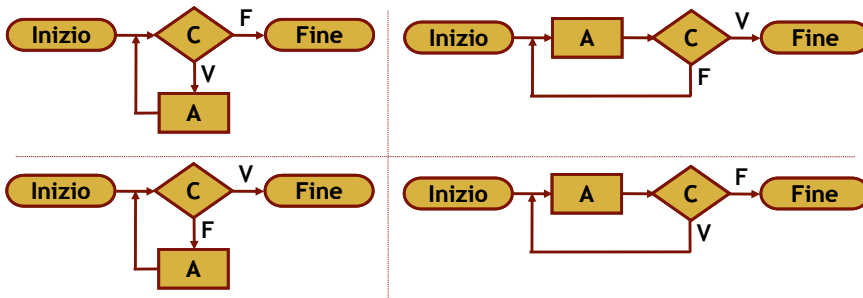 Inizio C F Fine
V
A
Inizio A C V Fine
F
Inizio C V Fine
F
A
Inizio A C F Fine
V